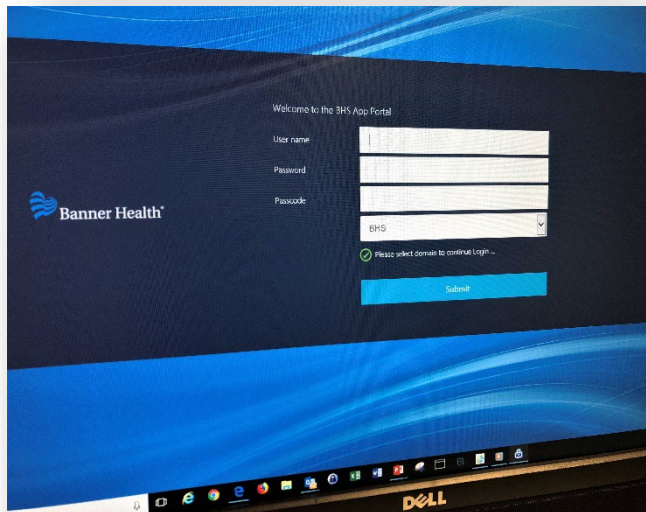 Welcome to the BHS App Portal
User name
Password
Passcode
BHS
Please select domain to continue Login ...
Submit
Banner Health®
DELL